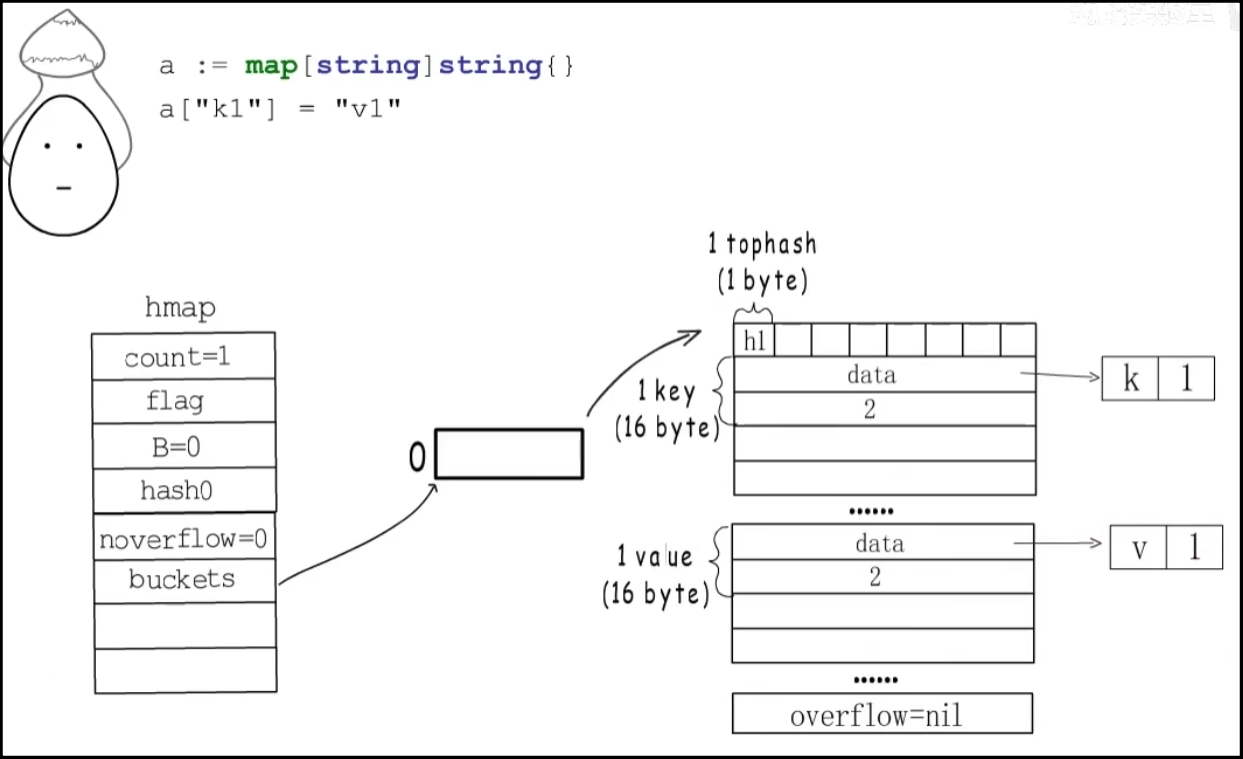 a := map[string]string{}
a["k1"] = "v1"
hmap
count=1
flag
B=0
hash0
noverflow=0
buckets
0
1 tophash
(1 byte)
h1
1 key
(16 byte)
data
2
k 1
......
1 value
(16 byte)
data
2
v 1
......
overflow=nil